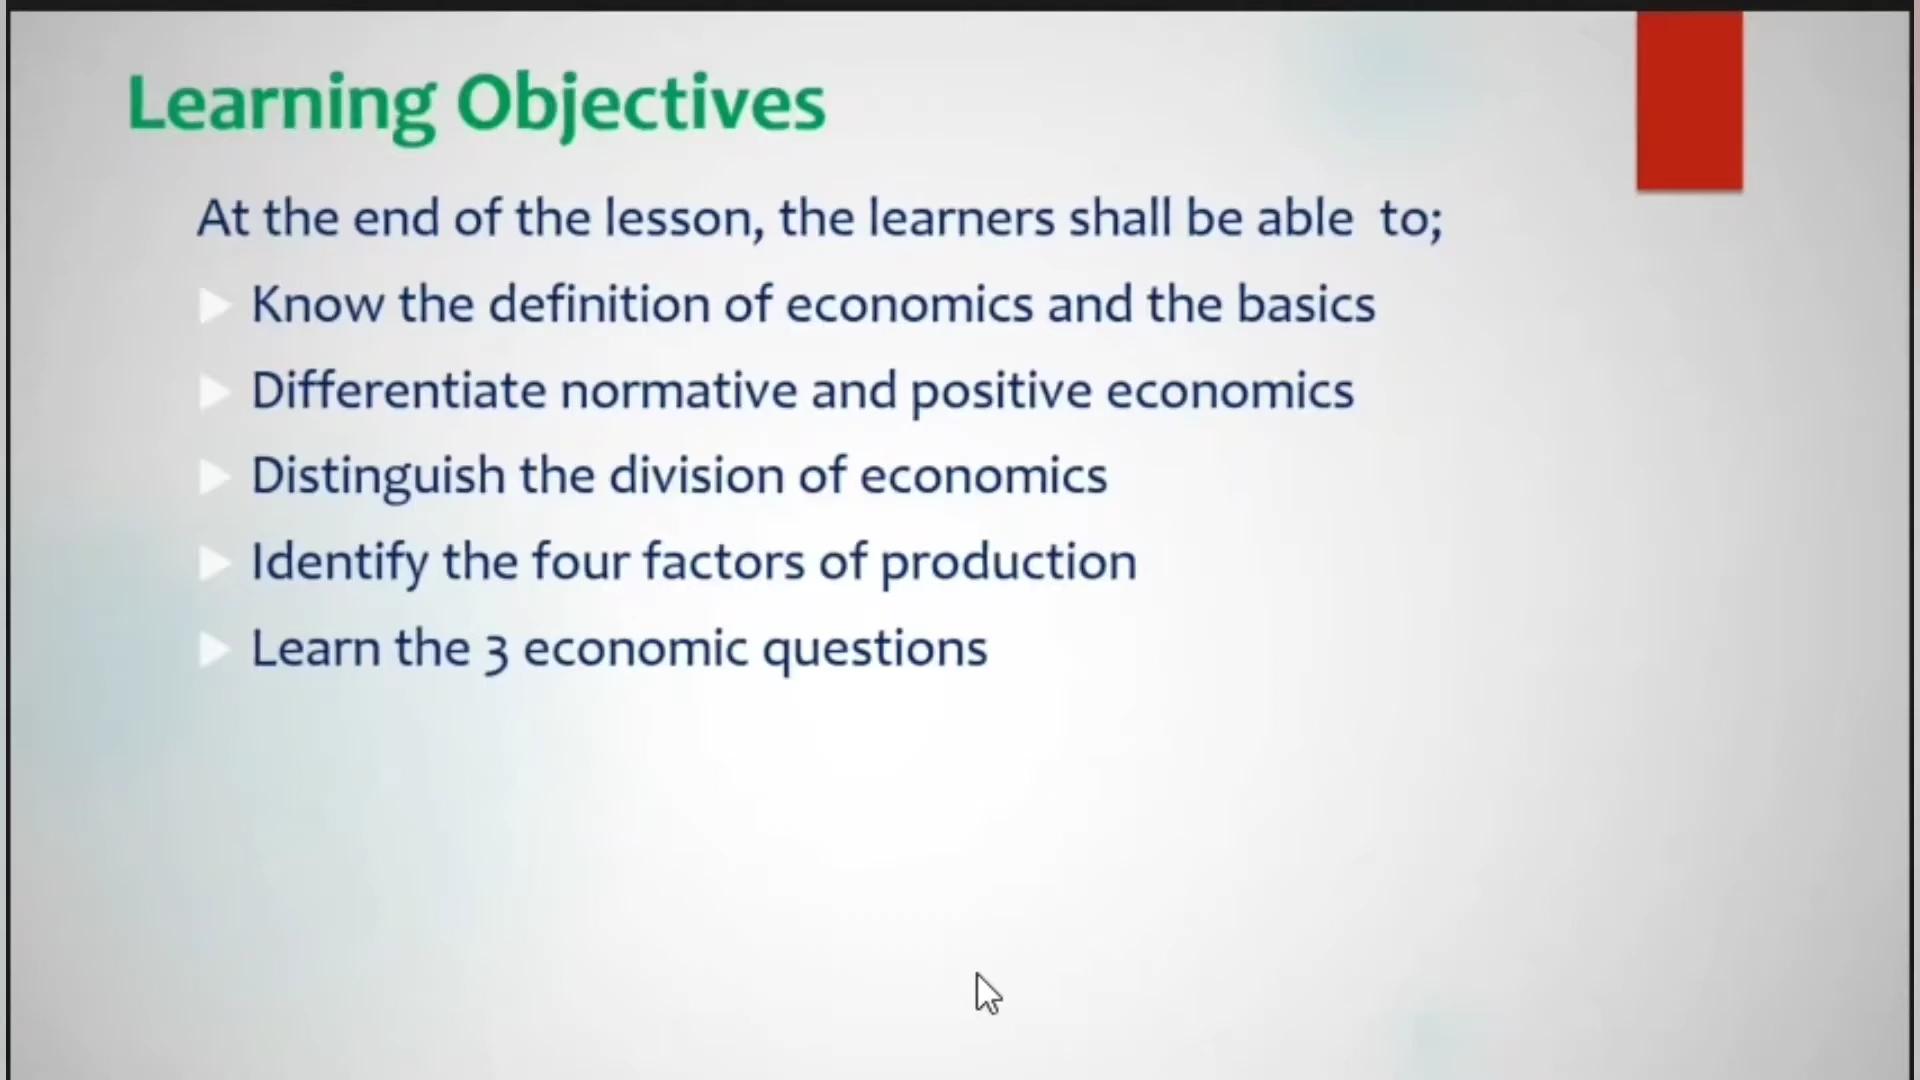 Learning Objectives
At the end of the lesson, the learners shall be able  to;
Know the definition of economics and the basics
Differentiate normative and positive economics
Distinguish the division of economics
Identify the four factors of production
Learn the 3 economic questions